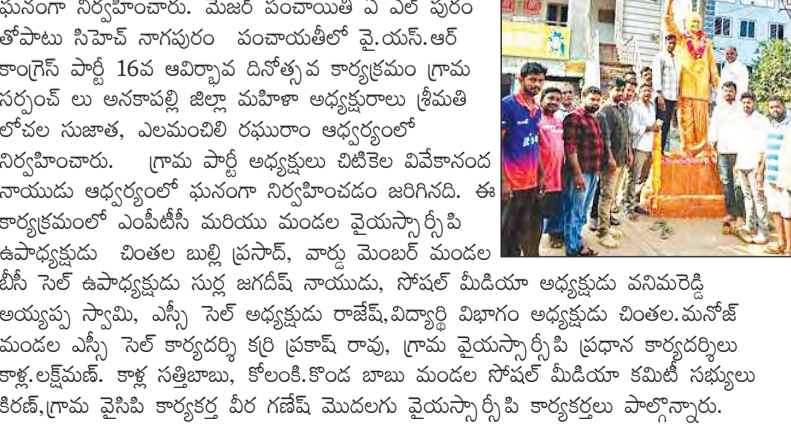 ఘనంగా నిర్వహించారు. మేజర్ పంచాయితీ ఏ ఎల్ పురం
తోపాటు సిహెచ్ నాగపురం పంచాయతీలో వై.యస్.ఆర్
కాంగ్రెస్ పార్టీ 16వ ఆవిర్భావ దినోత్సవ కార్యక్రమం గ్రామ
సర్పంచ్ లు అనకాపల్లి జిల్లా మహిళా అధ్యక్షురాలు శ్రీమతి
లోచల సుజాత, ఎలమంచిలి రఘురాం ఆధ్వర్యంలో
నిర్వహించారు. గ్రామ పార్టీ అధ్యక్షులు చిటికెల వివేకానంద
నాయుడు ఆధ్వర్యంలో ఘనంగా నిర్వహించడం జరిగినది. ఈ
కార్యక్రమంలో ఎంపీటీసీ మరియు మండల వైయస్సార్సీపి
ఉపాధ్యక్షుడు చింతల బుల్లి ప్రసాద్, వార్డు మెంబర్ మండల
బీసీ సెల్ ఉపాధ్యక్షుడు సుర్ల జగదీష్ నాయుడు, సోషల్ మీడియా అధ్యక్షుడు వనిమరెడ్డి
అయ్యప్ప స్వామి, ఎస్సీ సెల్ అధ్యక్షుడు రాజేష్,విద్యార్థి విభాగం అధ్యక్షుడు చింతల.మనోజ్
మండల ఎస్సీ సెల్ కార్యదర్శి కర్రి ప్రకాష్ రావు, గ్రామ వైయస్సార్సీపి ప్రధాన కార్యదర్శిలు
కాళ్ల.లక్ష్మణ్. కాళ్ల సత్తిబాబు, కోలంకి.కొండ బాబు మండల సోషల్ మీడియా కమిటీ సభ్యులు
కిరణ్,గ్రామ వైసిపి కార్యకర్త వీర గణేష్ మొదలగు వైయస్సార్సీపి కార్యకర్తలు పాల్గొన్నారు.